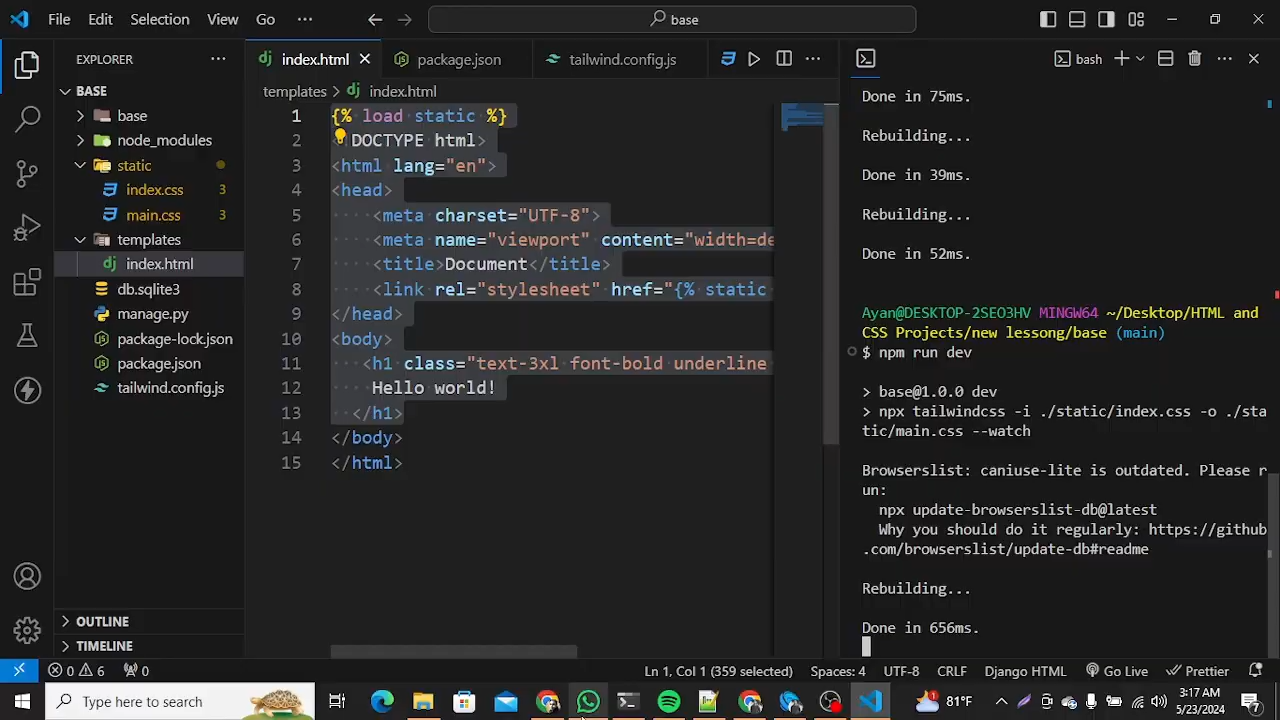 File Edit Selection View Go ··· base
EXPLORER ···
BASE
base
node_modules
static
index.css 3
main.css 3
templates
index.html
db.sqlite3
manage.py
package-lock.json
package.json
tailwind.config.js
OUTLINE
TIMELINE
index.html package.json tailwind.config.js ···
templates > index.html
1 {% load static %}
2 DOCTYPE html>
3 <html lang="en">
4 <head>
5 <meta charset="UTF-8">
6 <meta name="viewport" content="width=de
7 <title>Document</title>
8 <link rel="stylesheet" href="{% static
9 </head>
10 <body>
11 <h1 class="text-3xl font-bold underline
12 Hello world!
13 </h1>
14 </body>
15 </html>
bash
Done in 75ms.
Rebuilding...
Done in 39ms.
Rebuilding...
Done in 52ms.
Ayan@DESKTOP-2SEO3HV MINGW64 ~/Desktop/HTML and
CSS Projects/new lessong/base (main)
$ npm run dev
> base@1.0.0 dev
> npx tailwindcss -i ./static/index.css -o ./sta
tic/main.css --watch
Browserslist: caniuse-lite is outdated. Please r
un:
npx update-browserslist-db@latest
Why you should do it regularly: https://github
.com/browserslist/update-db#readme
Rebuilding...
Done in 656ms.
0 6 0 Ln 1, Col 1 (359 selected) Spaces: 4 UTF-8 CRLF Django HTML Go Live Prettier
Type here to search 81°F 3:17 AM
5/23/2024